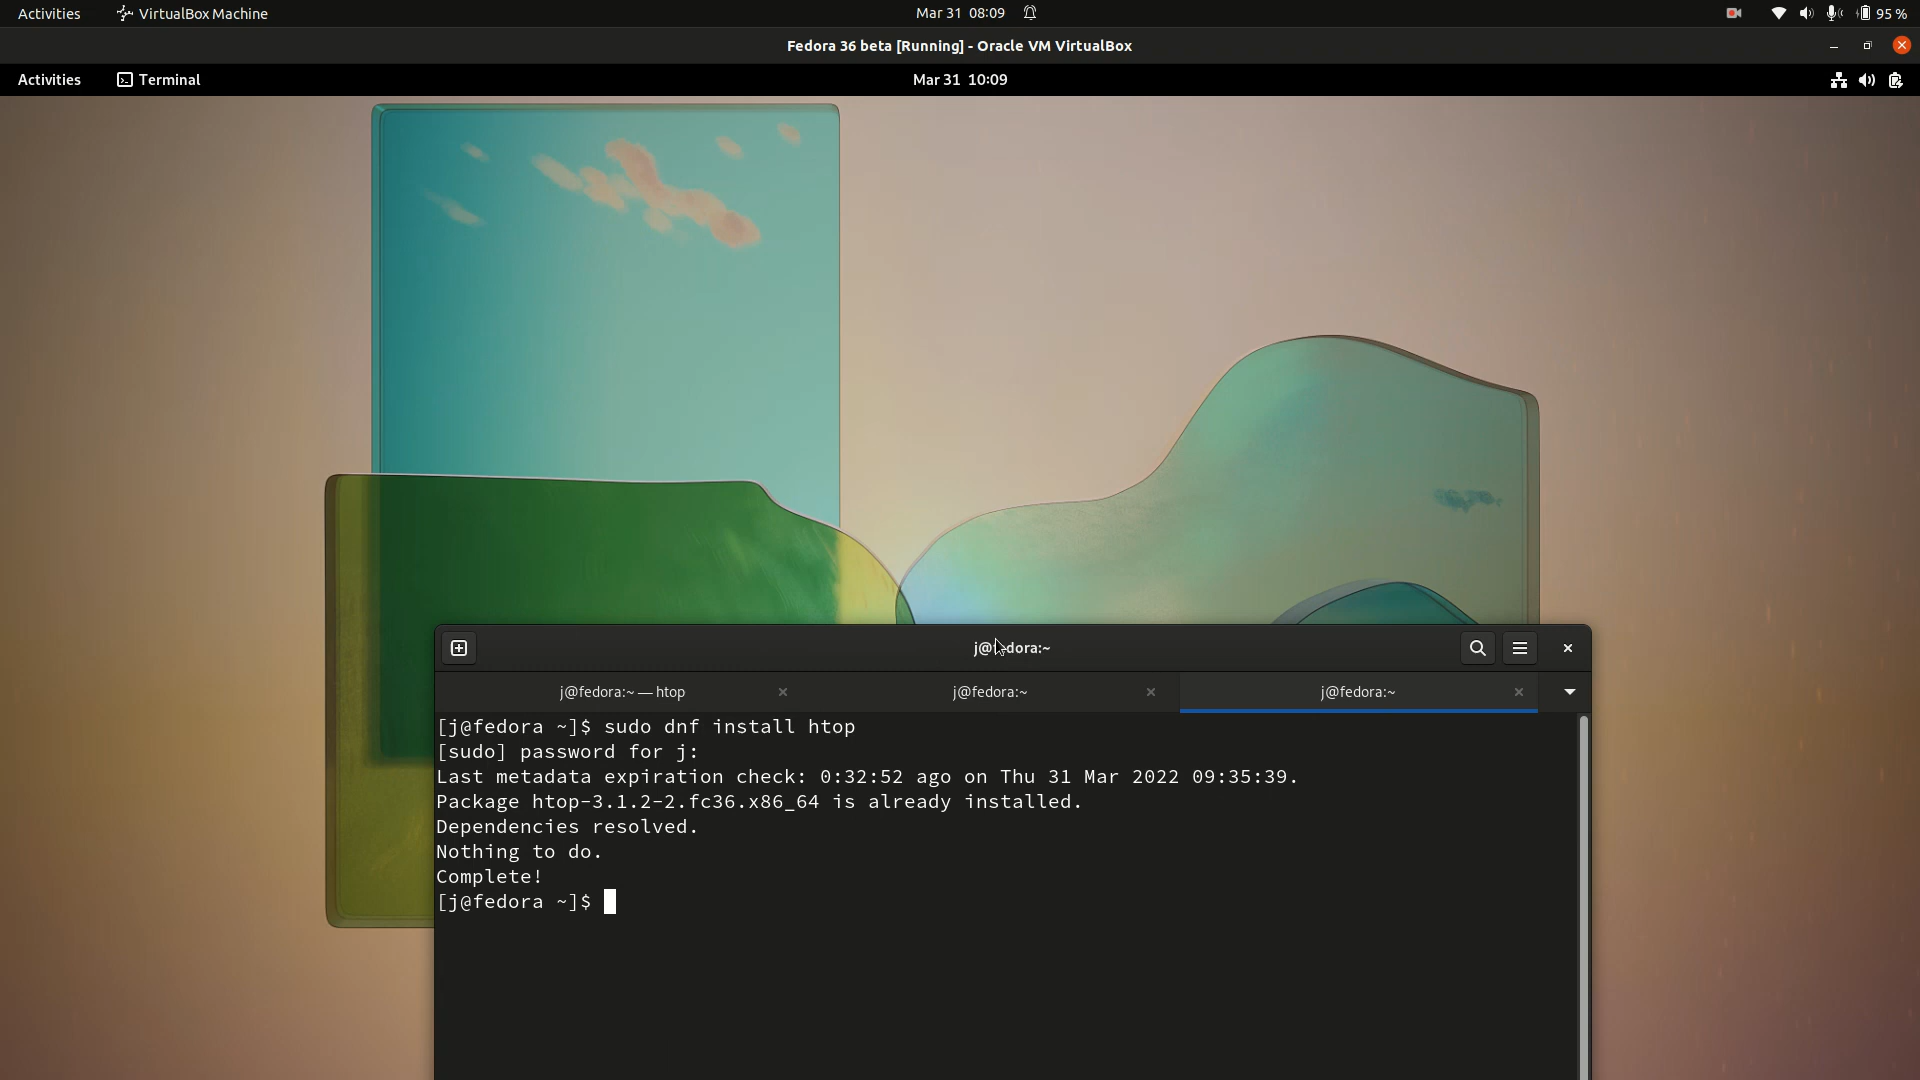 Activities VirtualBox Machine Mar 31 08:09 95 %
Fedora 36 beta [Running] - Oracle VM VirtualBox
Activities Terminal Mar 31 10:09
j@fedora:~
j@fedora:~ — htop j@fedora:~ j@fedora:~
[j@fedora ~]$ sudo dnf install htop
[sudo] password for j:
Last metadata expiration check: 0:32:52 ago on Thu 31 Mar 2022 09:35:39.
Package htop-3.1.2-2.fc36.x86_64 is already installed.
Dependencies resolved.
Nothing to do.
Complete!
[j@fedora ~]$